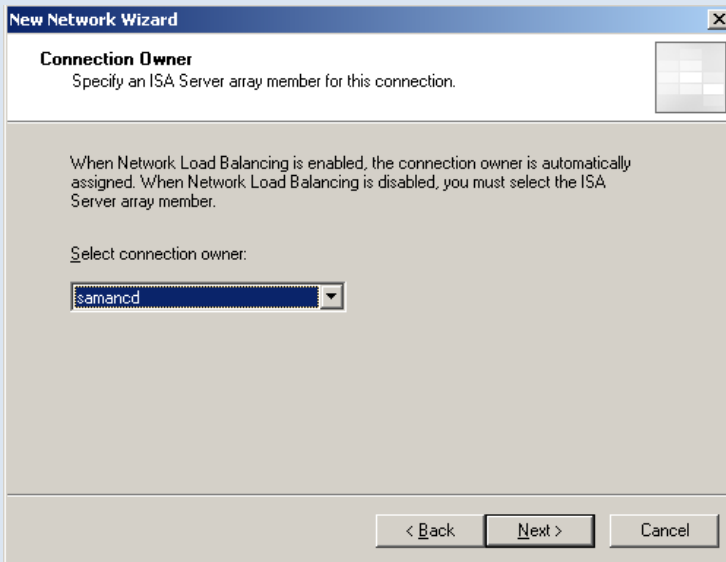 New Network Wizard
Connection Owner
Specify an ISA Server array member for this connection.
When Network Load Balancing is enabled, the connection owner is automatically
assigned. When Network Load Balancing is disabled, you must select the ISA
Server array member.
Select connection owner:
samancd
< Back Next > Cancel